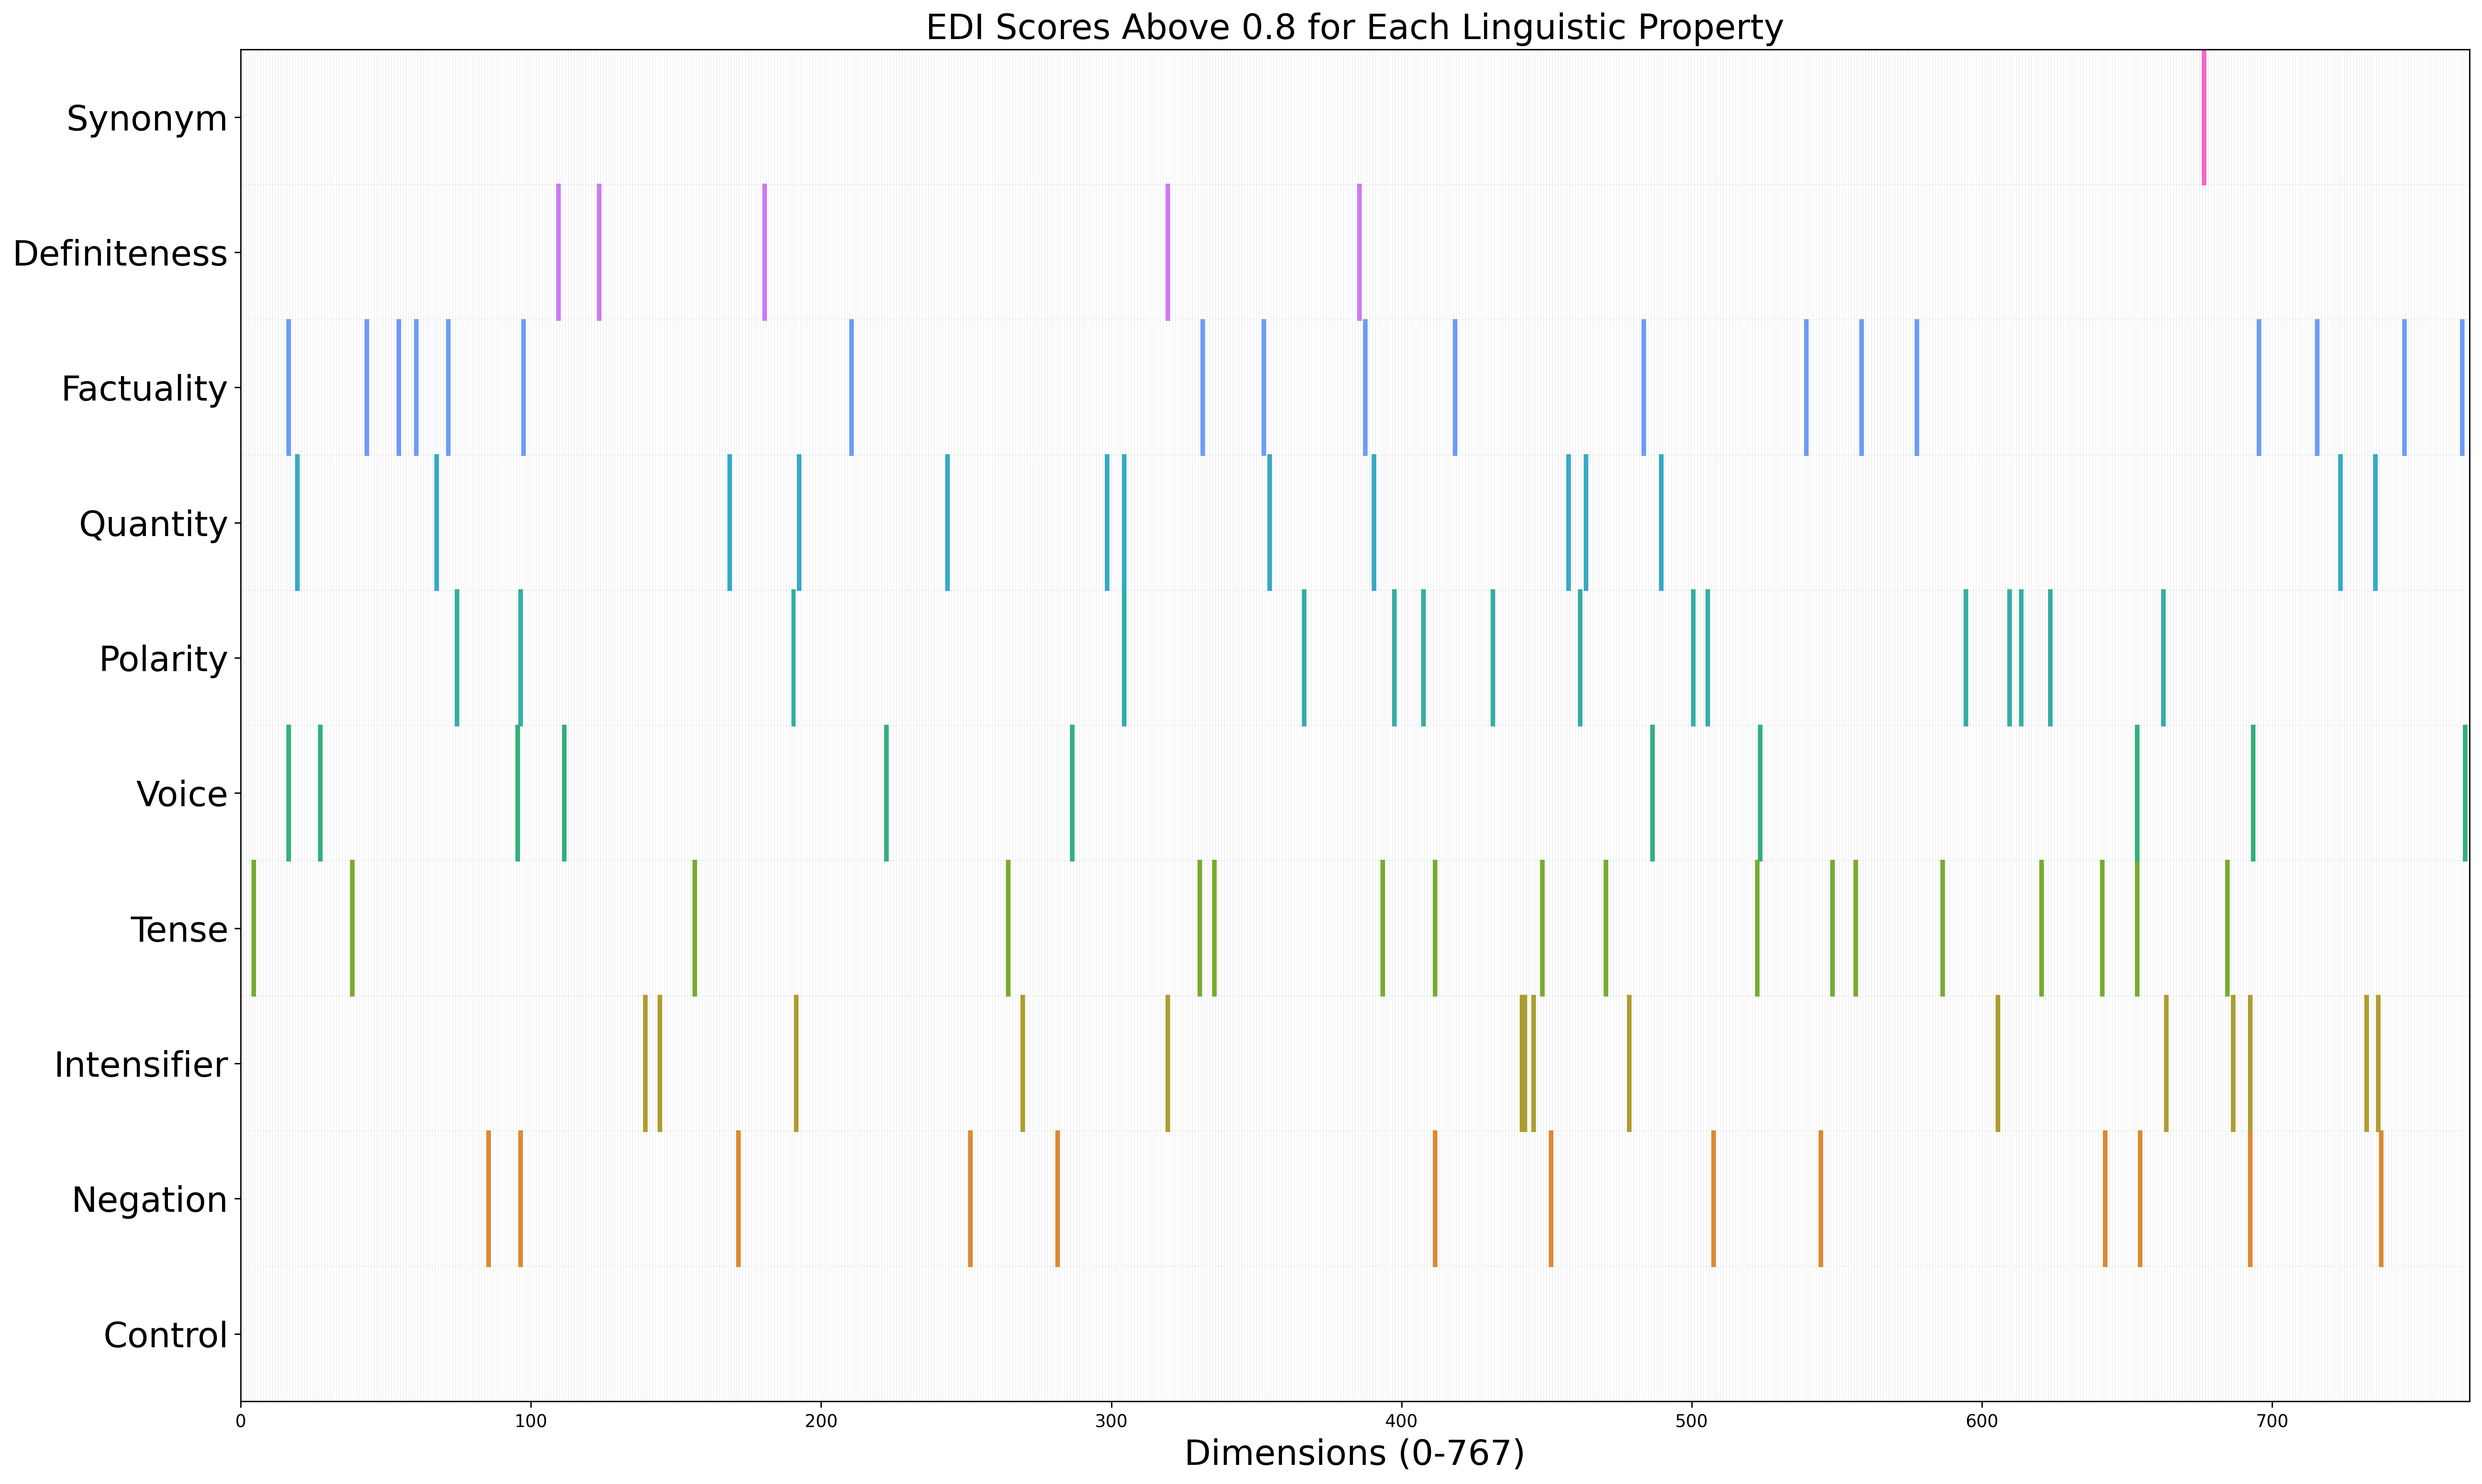 EDI Scores Above 0.8 for Each Linguistic Property
Synonym
Definiteness
Factuality
Quantity
Polarity
Voice
Tense
Intensifier
Negation
Control
0 100 200 300 400 500 600 700
Dimensions (0-767)